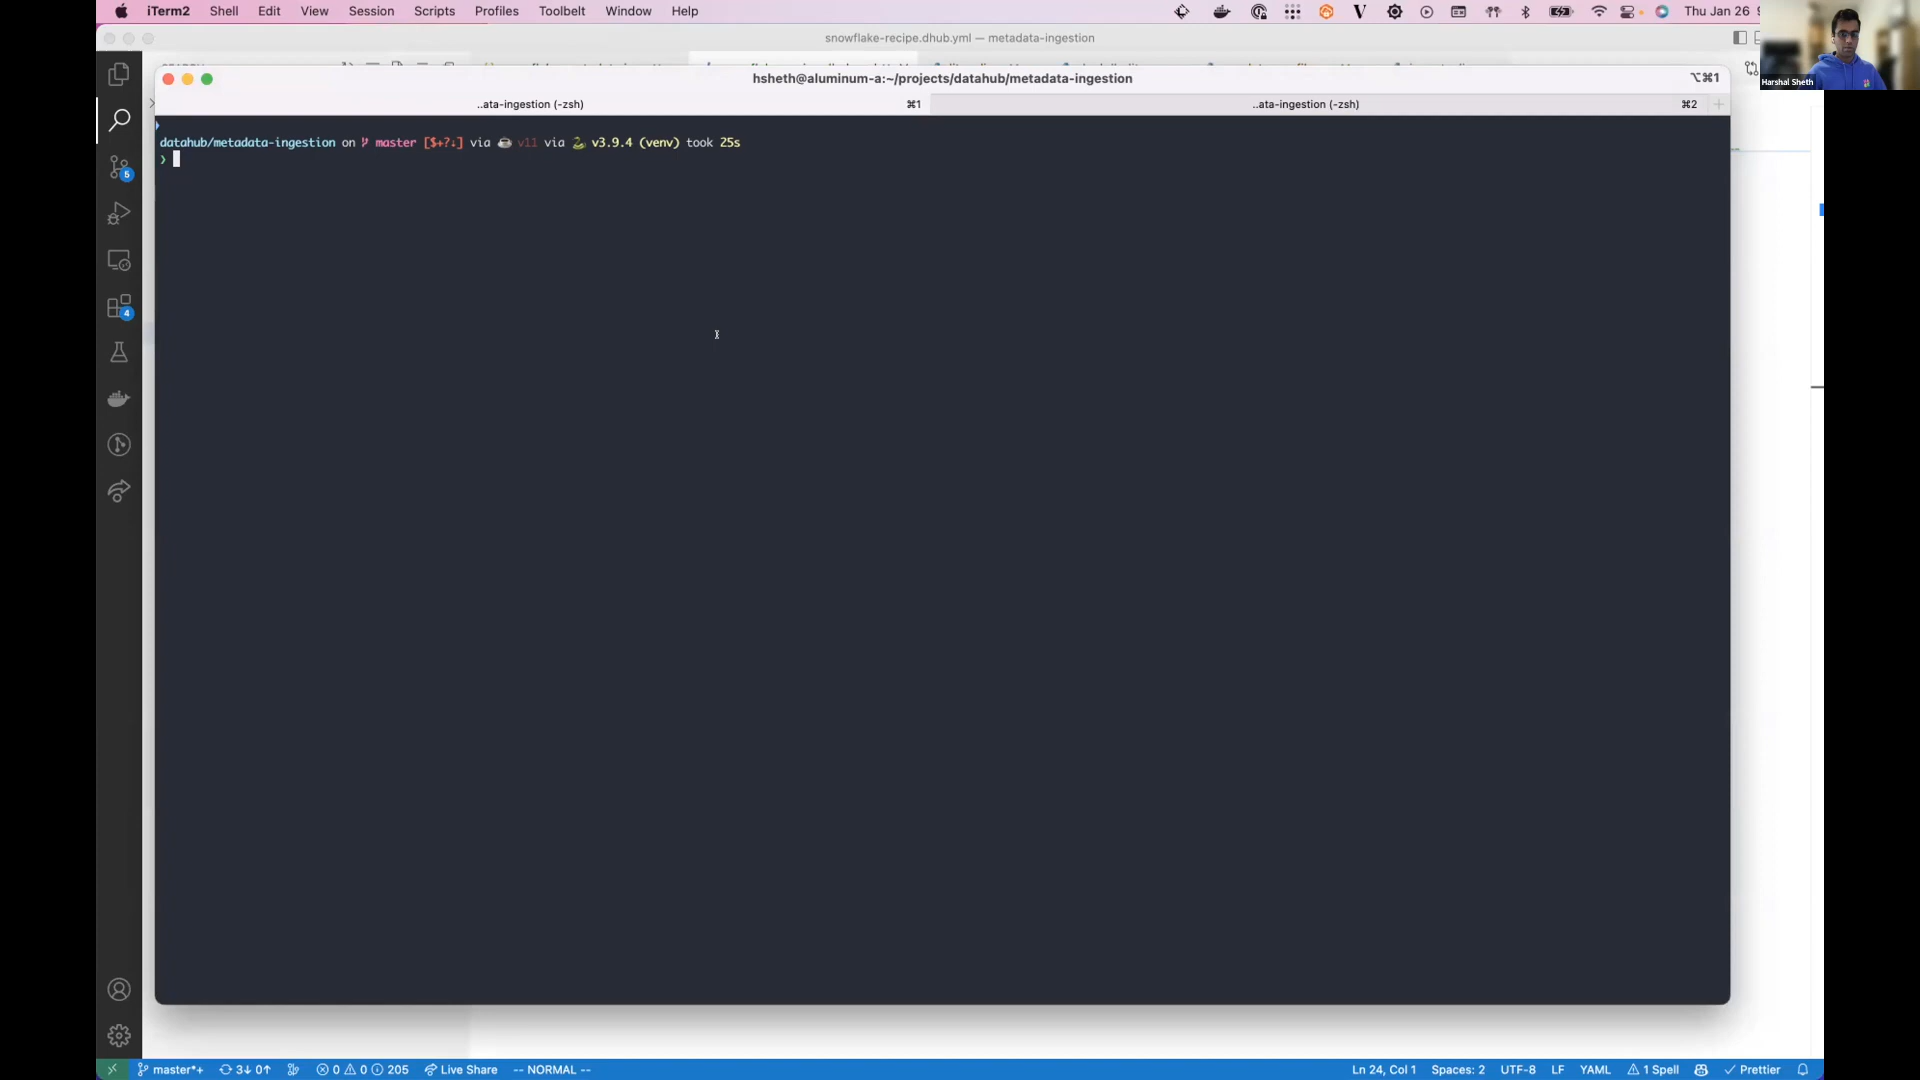 iTerm2 Shell Edit View Session Scripts Profiles Toolbelt Window Help Thu Jan 26
snowflake-recipe.dhub.yml — metadata-ingestion
Harshal Sheth
hsheth@aluminum-a:~/projects/datahub/metadata-ingestion ⌥⌘1
..ata-ingestion (-zsh) ⌘1 ..ata-ingestion (-zsh) ⌘2
datahub/metadata-ingestion on master [$+?↓] via v11 via v3.9.4 (venv) took 25s
❯
5
4
master*+ 3↓ 0↑ 0 0 205 Live Share -- NORMAL -- Ln 24, Col 1 Spaces: 2 UTF-8 LF YAML 1 Spell Prettier